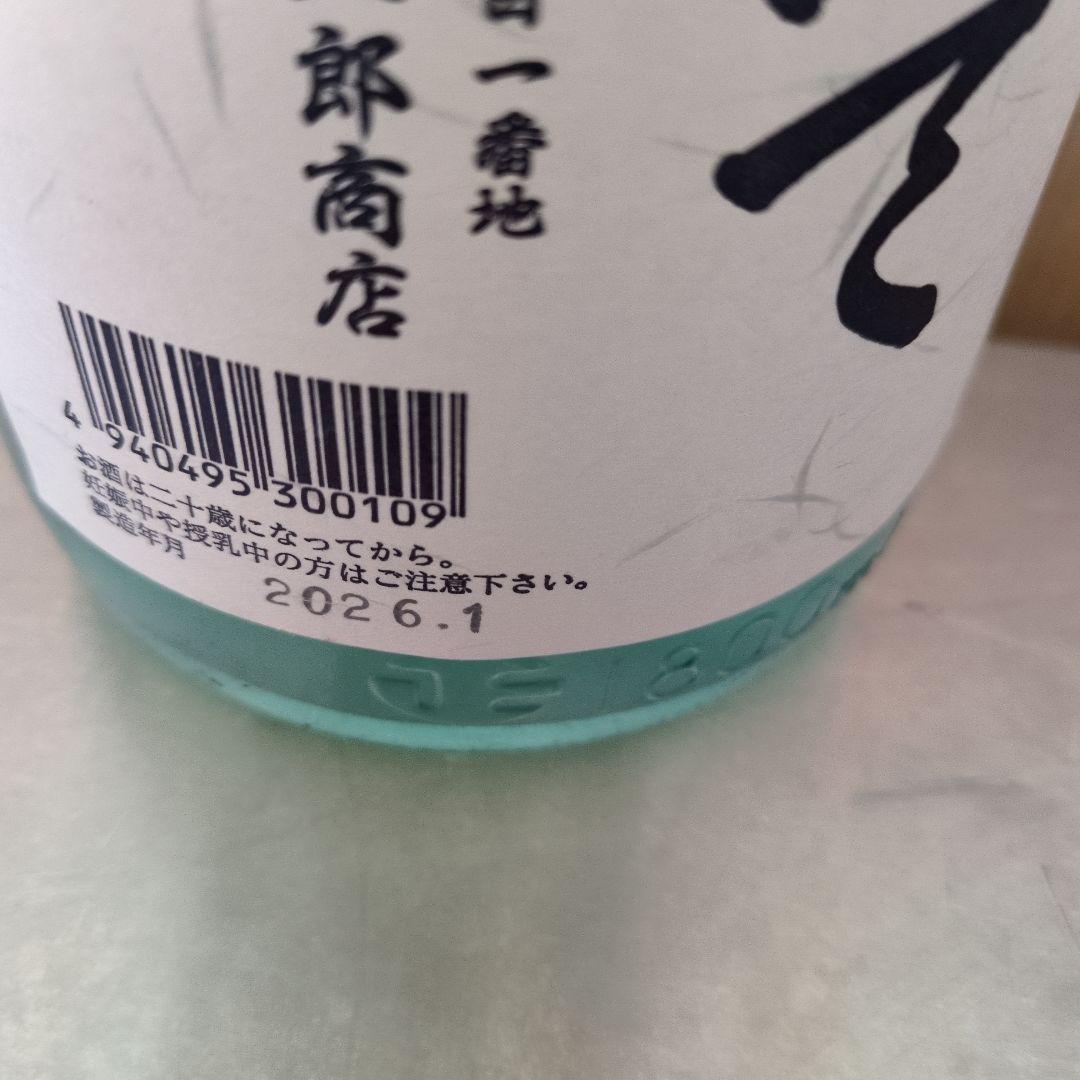 て
一番地
郎商店
4 940495 300109
お酒は二十歳になってから。
妊娠中や授乳中の方はご注意下さい。
製造年月
2026.1